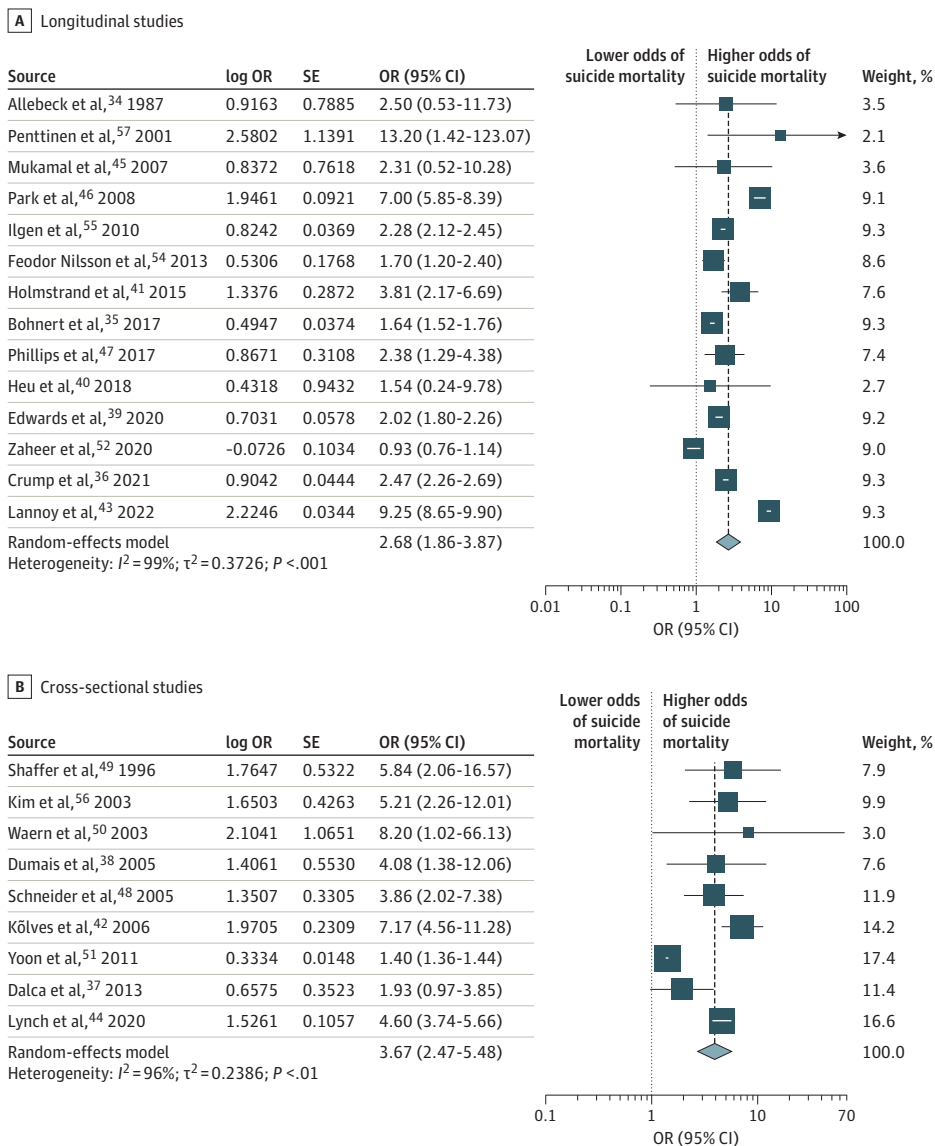 A Longitudinal studies
Lower odds of suicide mortality
Higher odds of suicide mortality
Source log OR SE OR (95% CI) Weight, %
Allebeck et al,34 1987 0.9163 0.7885 2.50 (0.53-11.73) 3.5
Penttinen et al,57 2001 2.5802 1.1391 13.20 (1.42-123.07) 2.1
Mukamal et al,45 2007 0.8372 0.7618 2.31 (0.52-10.28) 3.6
Park et al,46 2008 1.9461 0.0921 7.00 (5.85-8.39) 9.1
Ilgen et al,55 2010 0.8242 0.0369 2.28 (2.12-2.45) 9.3
Feodor Nilsson et al,54 2013 0.5306 0.1768 1.70 (1.20-2.40) 8.6
Holmstrand et al,41 2015 1.3376 0.2872 3.81 (2.17-6.69) 7.6
Bohnert et al,35 2017 0.4947 0.0374 1.64 (1.52-1.76) 9.3
Phillips et al,47 2017 0.8671 0.3108 2.38 (1.29-4.38) 7.4
Heu et al,40 2018 0.4318 0.9432 1.54 (0.24-9.78) 2.7
Edwards et al,39 2020 0.7031 0.0578 2.02 (1.80-2.26) 9.2
Zaheer et al,52 2020 -0.0726 0.1034 0.93 (0.76-1.14) 9.0
Crump et al,36 2021 0.9042 0.0444 2.47 (2.26-2.69) 9.3
Lannoy et al,43 2022 2.2246 0.0344 9.25 (8.65-9.90) 9.3
Random-effects model 2.68 (1.86-3.87) 100.0
Heterogeneity: I2 = 99%; τ2 = 0.3726; P <.001
0.01 0.1 1 10 100
OR (95% CI)
B Cross-sectional studies
Lower odds of suicide mortality
Higher odds of suicide mortality
Source log OR SE OR (95% CI) Weight, %
Shaffer et al,49 1996 1.7647 0.5322 5.84 (2.06-16.57) 7.9
Kim et al,56 2003 1.6503 0.4263 5.21 (2.26-12.01) 9.9
Waern et al,50 2003 2.1041 1.0651 8.20 (1.02-66.13) 3.0
Dumais et al,38 2005 1.4061 0.5530 4.08 (1.38-12.06) 7.6
Schneider et al,48 2005 1.3507 0.3305 3.86 (2.02-7.38) 11.9
Kõlves et al,42 2006 1.9705 0.2309 7.17 (4.56-11.28) 14.2
Yoon et al,51 2011 0.3334 0.0148 1.40 (1.36-1.44) 17.4
Dalca et al,37 2013 0.6575 0.3523 1.93 (0.97-3.85) 11.4
Lynch et al,44 2020 1.5261 0.1057 4.60 (3.74-5.66) 16.6
Random-effects model 3.67 (2.47-5.48) 100.0
Heterogeneity: I2 = 96%; τ2 = 0.2386; P <.01
0.1 1 10 70
OR (95% CI)